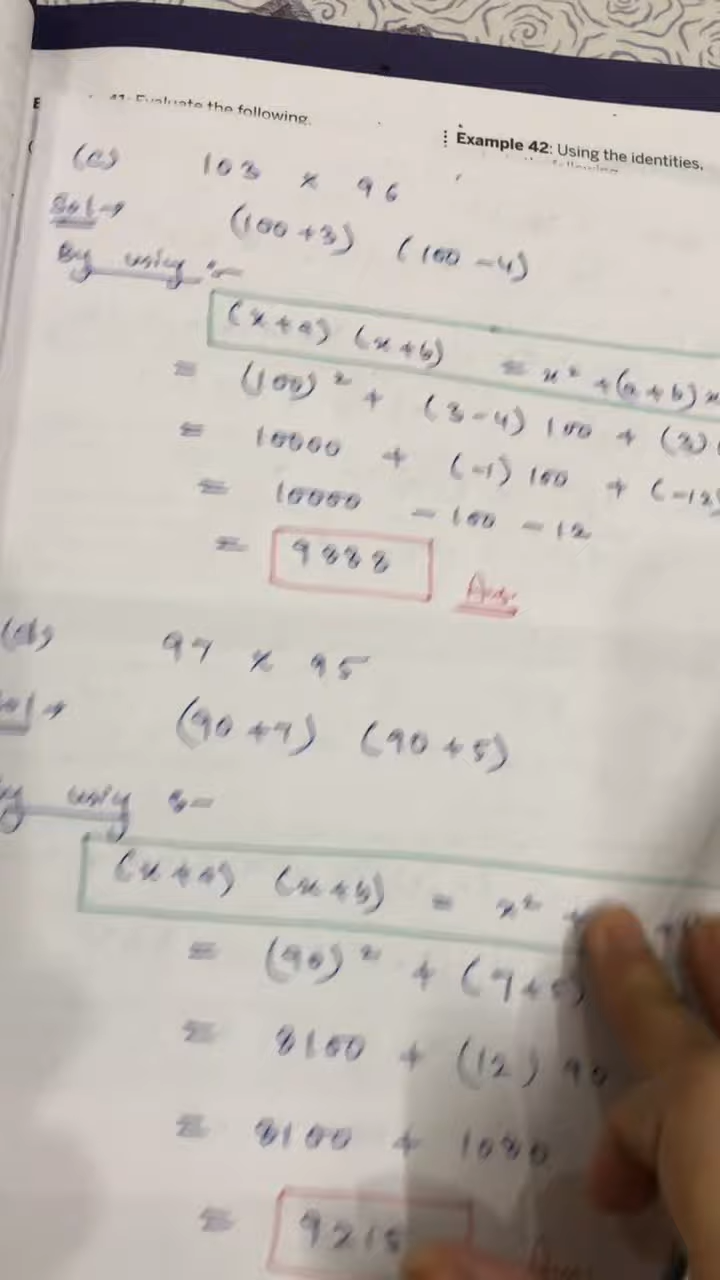 41: Evaluate the following.
Example 42: Using the identities,
(c) 103 × 96
Sol→ (100+3) (100-4)
By using :-
(x+a) (x+b) = x² + (a+b)x
= (100)² + (3-4) 100 + (3)(
= 10000 + (-1) 100 + (-12)
= 10000 - 100 - 12
= 9888 Ans.
(d) 97 × 95
Sol→ (90+7) (90+5)
By using :-
(x+a) (x+b) = x² +
= (90)² + (7+5)
= 8100 + (12) 90
= 8100 + 1080
= 9215